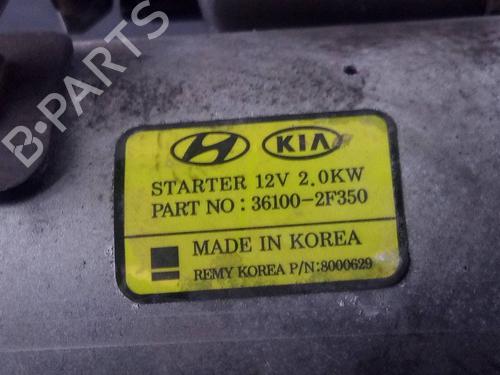 B-PARTS
KIA
STARTER 12V 2.0KW
PART NO : 36100-2F350
MADE IN KOREA
REMY KOREA P/N:8000629